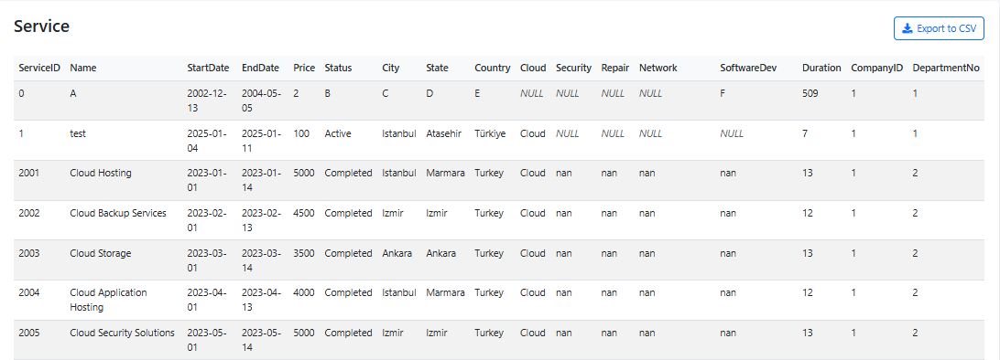 Service
Export to CSV
ServiceID Name StartDate EndDate Price Status City State Country Cloud Security Repair Network SoftwareDev Duration CompanyID DepartmentNo
0 A 2002-12- 2004-05- 2 B C D E NULL NULL NULL NULL F 509 1 1
13 05
1 test 2025-01- 2025-01- 100 Active Istanbul Atasehir Türkiye Cloud NULL NULL NULL NULL 7 1 1
04 11
2001 Cloud Hosting 2023-01- 2023-01- 5000 Completed Istanbul Marmara Turkey Cloud nan nan nan nan 13 1 2
01 14
2002 Cloud Backup Services 2023-02- 2023-02- 4500 Completed Izmir Izmir Turkey Cloud nan nan nan nan 12 1 2
01 13
2003 Cloud Storage 2023-03- 2023-03- 3500 Completed Ankara Ankara Turkey Cloud nan nan nan nan 13 1 2
01 14
2004 Cloud Application 2023-04- 2023-04- 4000 Completed Istanbul Marmara Turkey Cloud nan nan nan nan 12 1 2
Hosting 01 13
2005 Cloud Security Solutions 2023-05- 2023-05- 5000 Completed Izmir Izmir Turkey Cloud nan nan nan nan 13 1 2
01 14